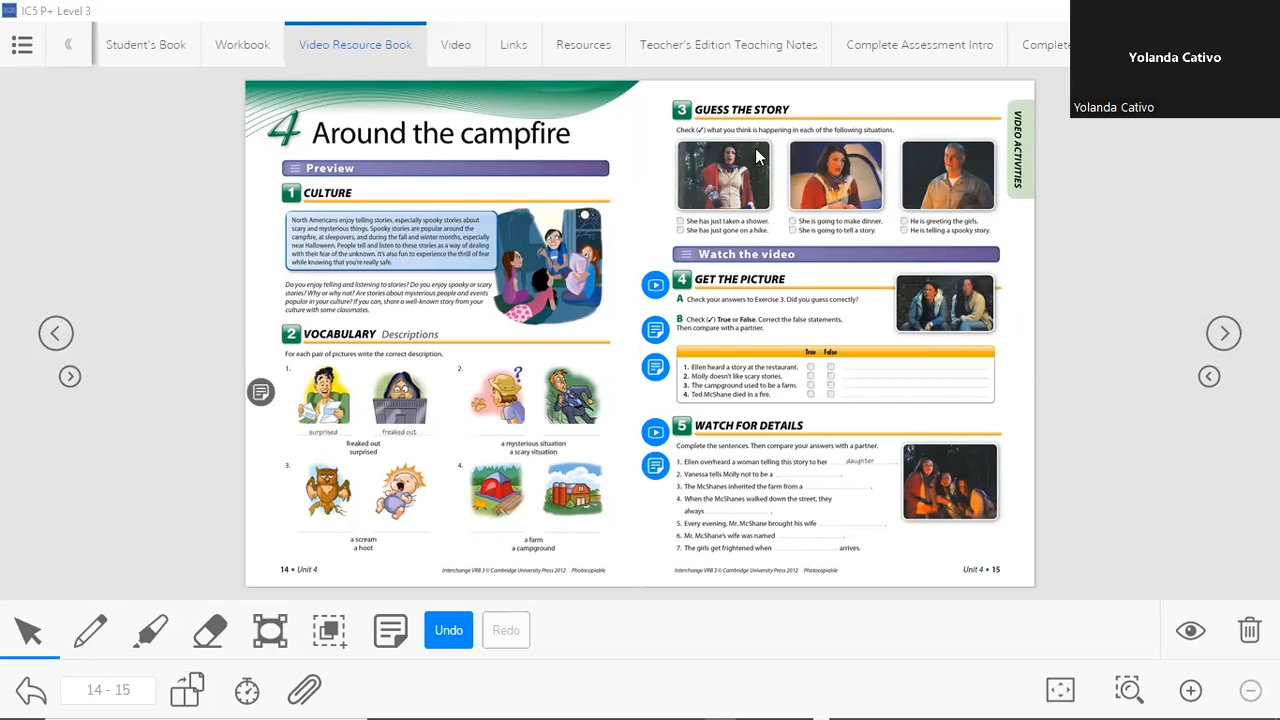 IC5 P+ Level 3
Student's Book
Workbook
Video Resource Book
Video
Links
Resources
Teacher's Edition Teaching Notes
Complete Assessment Intro
Complete
Yolanda Cativo
Yolanda Cativo
4 Around the campfire
Preview
1 CULTURE
North Americans enjoy telling stories, especially spooky stories about
scary and mysterious things. Spooky stories are popular around the
campfire, at sleepovers, and during the fall and winter months, especially
near Halloween. People tell and listen to these stories as a way of dealing
with their fear of the unknown. It's also fun to experience the thrill of fear
while knowing that you're really safe.
Do you enjoy telling and listening to stories? Do you enjoy spooky or scary
stories? Why or why not? Are stories about mysterious people and events
popular in your culture? If you can, share a well-known story from your
culture with some classmates.
2 VOCABULARY Descriptions
For each pair of pictures write the correct description.
1.
surprised
freaked out
freaked out
surprised
2.
?
a mysterious situation
a scary situation
3.
a scream
a hoot
4.
a farm
a campground
14 • Unit 4
Interchange VRB 3 © Cambridge University Press 2012 Photocopiable
3 GUESS THE STORY
Check (✓) what you think is happening in each of the following situations.
She has just taken a shower.
She has just gone on a hike.
She is going to make dinner.
She is going to tell a story.
He is greeting the girls.
He is telling a spooky story.
VIDEO ACTIVITIES
Watch the video
4 GET THE PICTURE
A Check your answers to Exercise 3. Did you guess correctly?
B Check (✓) True or False. Correct the false statements.
Then compare with a partner.
True False
1. Ellen heard a story at the restaurant.
2. Molly doesn't like scary stories.
3. The campground used to be a farm.
4. Ted McShane died in a fire.
5 WATCH FOR DETAILS
Complete the sentences. Then compare your answers with a partner.
1. Ellen overheard a woman telling this story to her daughter.
2. Vanessa tells Molly not to be a .
3. The McShanes inherited the farm from a .
4. When the McShanes walked down the street, they
always .
5. Every evening, Mr. McShane brought his wife .
6. Mr. McShane's wife was named .
7. The girls get frightened when arrives.
Interchange VRB 3 © Cambridge University Press 2012 Photocopiable
Unit 4 • 15
Undo
Redo
14 - 15